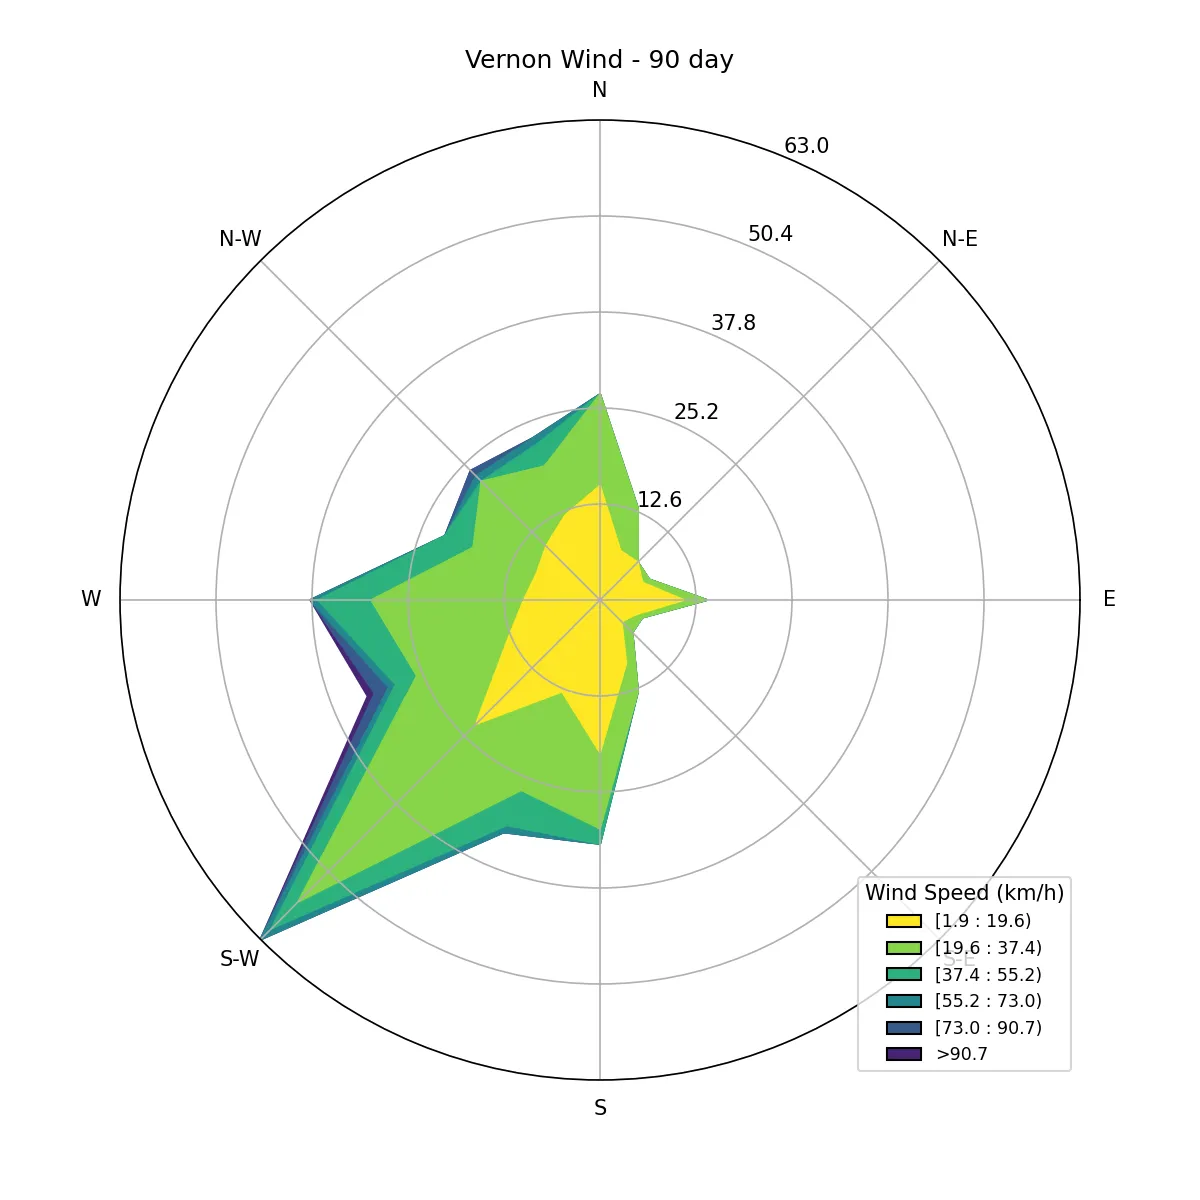 Vernon Wind - 90 day
N
63.0
50.4
N-W
N-E
37.8
25.2
12.6
W
E
S-W
S-E
S
Wind Speed (km/h)
[1.9 : 19.6)
[19.6 : 37.4)
[37.4 : 55.2)
[55.2 : 73.0)
[73.0 : 90.7)
>90.7